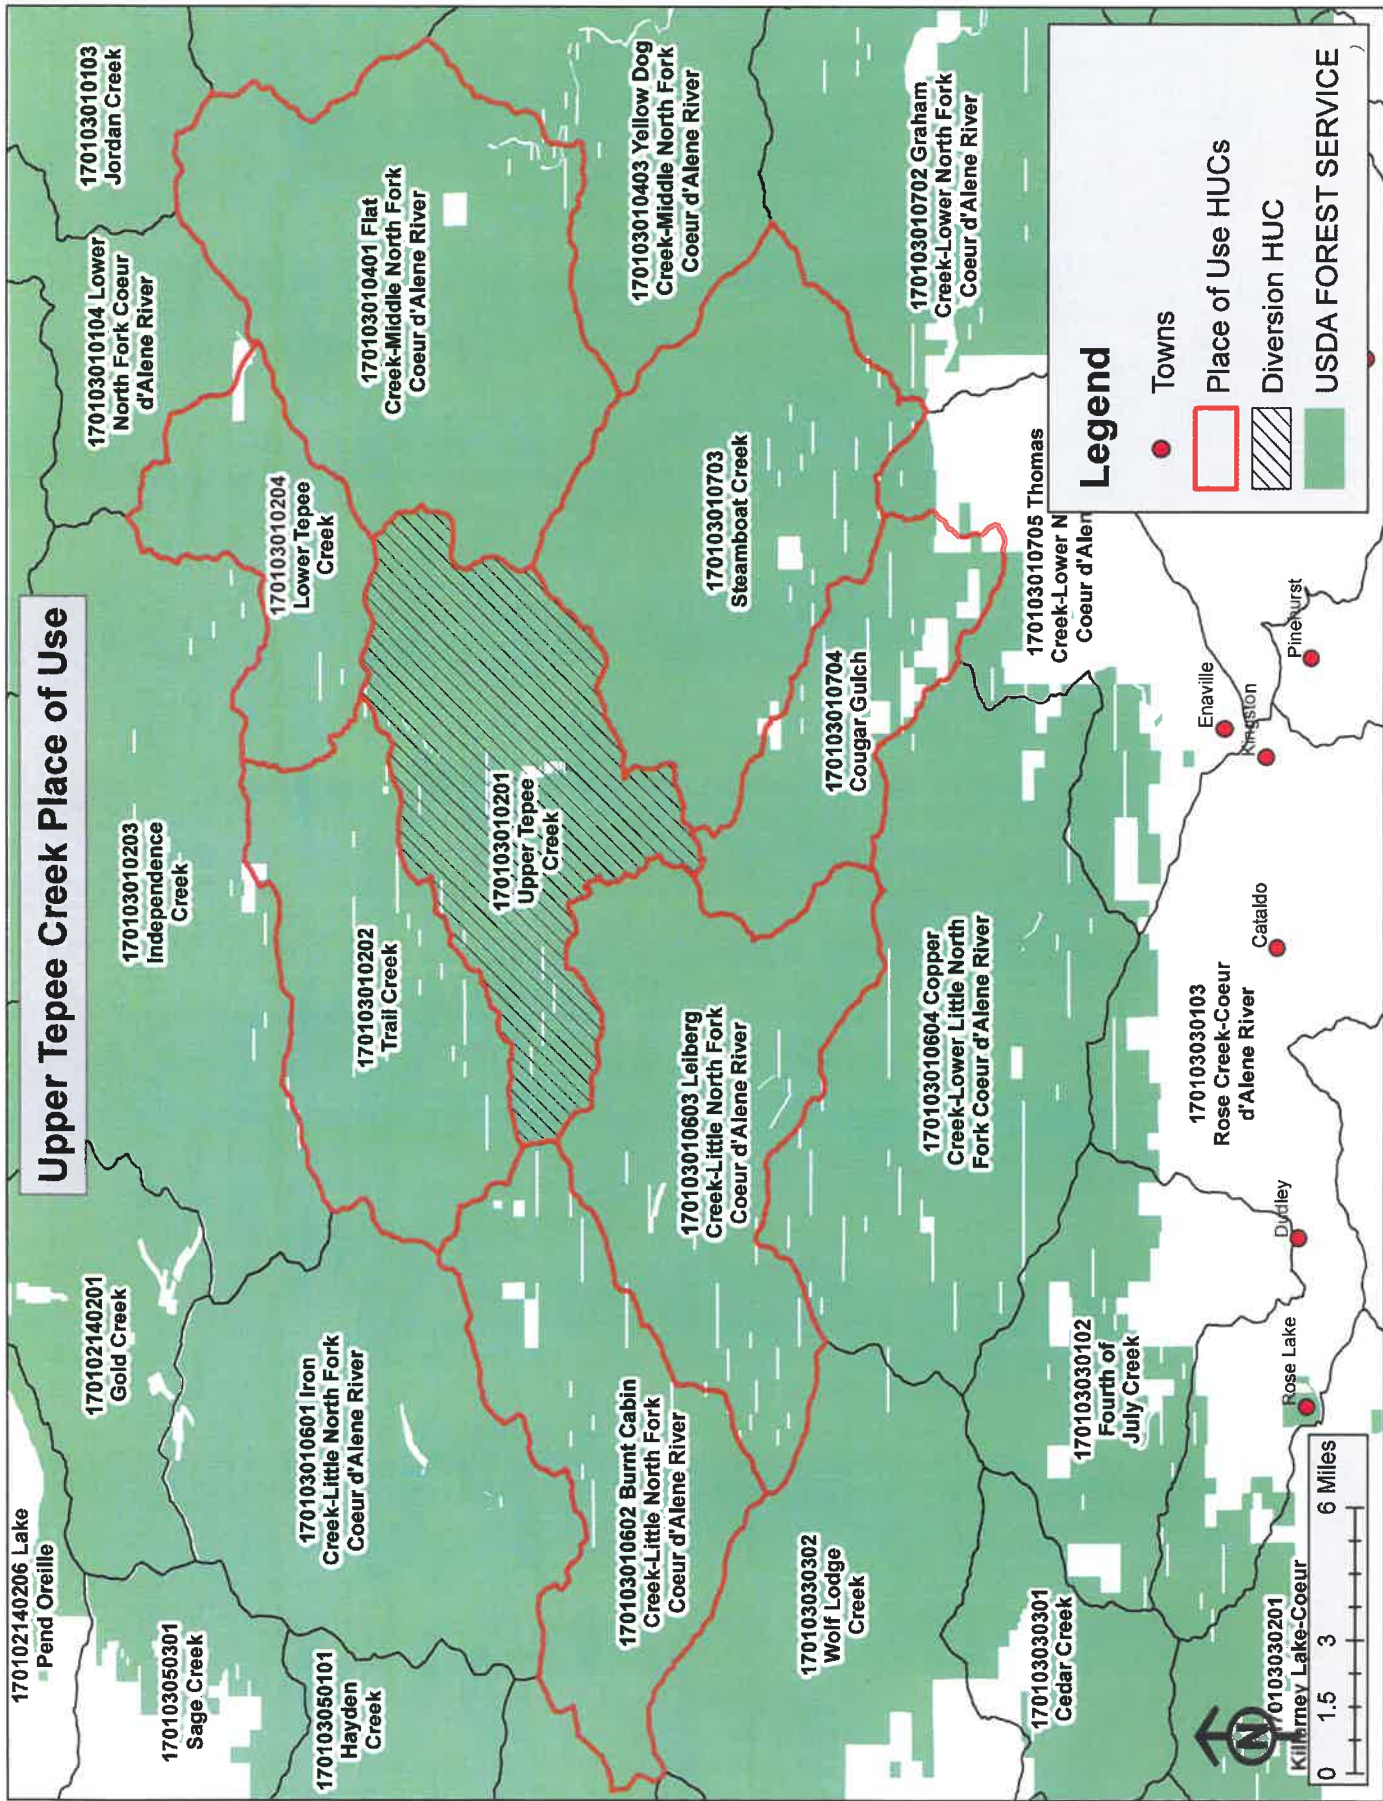 Upper Tepee Creek Place of Use
170102140206 Lake
Pend Oreille
170102140201
Gold Creek
170103010203
Independence
Creek
170103010104 Lower
North Fork Coeur
d'Alene River
170103010103
Jordan Creek
170103050301
Sage Creek
170103010601 Iron
Creek-Little North Fork
Coeur d'Alene River
170103010202
Trail Creek
170103010204
Lower Tepee
Creek
170103010401 Flat
Creek-Middle North Fork
Coeur d'Alene River
170103050101
Hayden
Creek
170103010201
Upper Tepee
Creek
170103010602 Burnt Cabin
Creek-Little North Fork
Coeur d'Alene River
170103010603 Leiberg
Creek-Little North Fork
Coeur d'Alene River
170103010703
Steamboat Creek
170103010403 Yellow Dog
Creek-Middle North Fork
Coeur d'Alene River
170103030302
Wolf Lodge
Creek
170103010604 Copper
Creek-Lower Little North
Fork Coeur d'Alene River
170103010704
Cougar Gulch
170103010702 Graham
Creek-Lower North Fork
Coeur d'Alene River
170103030301
Cedar Creek
170103030102
Fourth of
July Creek
170103010705 Thomas
Creek-Lower N
Coeur d'Alen
170103030103
Rose Creek-Coeur
d'Alene River
Enaville
Kingston
Pinehurst
Cataldo
Dudley
Rose Lake
170103030201
Killarney Lake-Coeur
N
0 1.5 3 6 Miles
Legend
Towns
Place of Use HUCs
Diversion HUC
USDA FOREST SERVICE